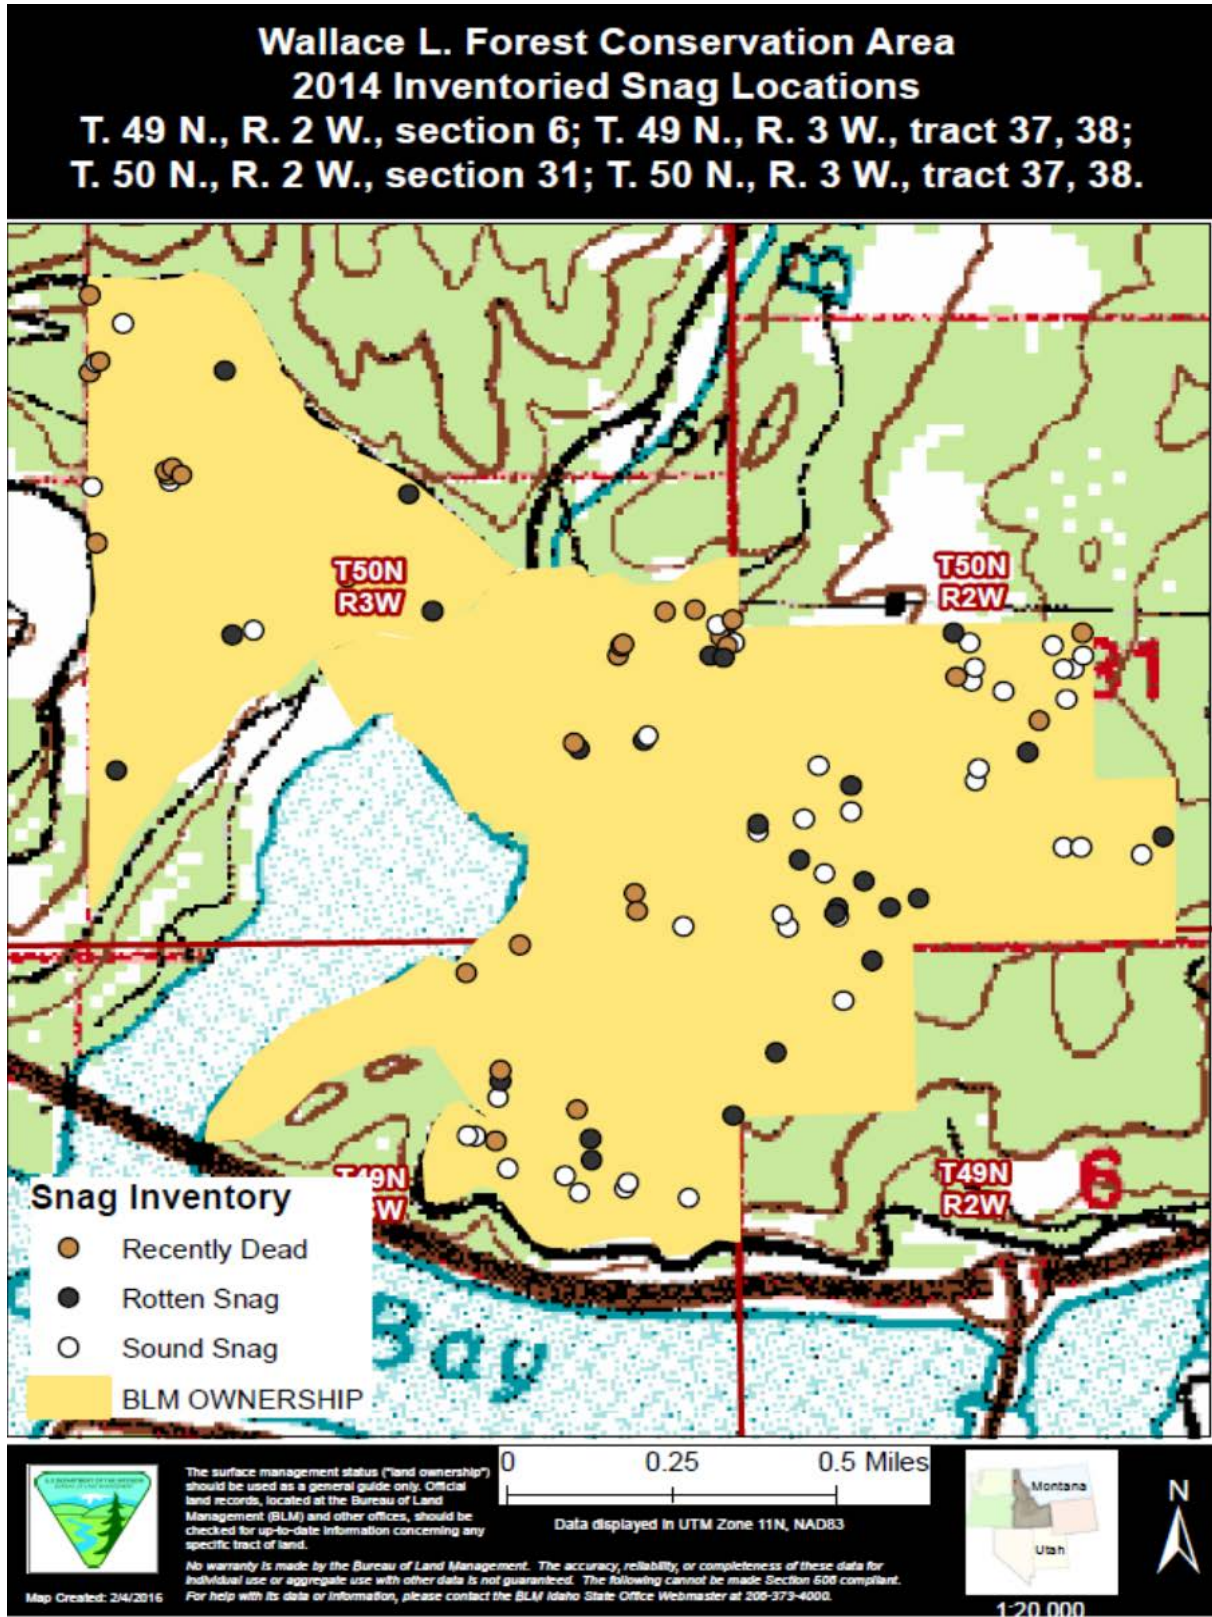 Wallace L. Forest Conservation Area
2014 Inventoried Snag Locations
T. 49 N., R. 2 W., section 6; T. 49 N., R. 3 W., tract 37, 38;
T. 50 N., R. 2 W., section 31; T. 50 N., R. 3 W., tract 37, 38.
B
T50N
R3W
T50N
R2W
31
T49N
R2W
6
Snag Inventory
Recently Dead
Rotten Snag
Sound Snag
BLM OWNERSHIP
Bay
The surface management status ("land ownership")
should be used as a general guide only. Official
land records, located at the Bureau of Land
Management (BLM) and other offices, should be
checked for up-to-date information concerning any
specific tract of land.
0 0.25 0.5 Miles
Data displayed in UTM Zone 11N, NAD83
No warranty is made by the Bureau of Land Management. The accuracy, reliability, or completeness of these data for
individual use or aggregate use with other data is not guaranteed. The following cannot be made Section 508 compliant.
For help with its data or information, please contact the BLM Idaho State Office Webmaster at 208-373-4000.
Map Created: 2/4/2016
Montana
Utah
N
1:20,000